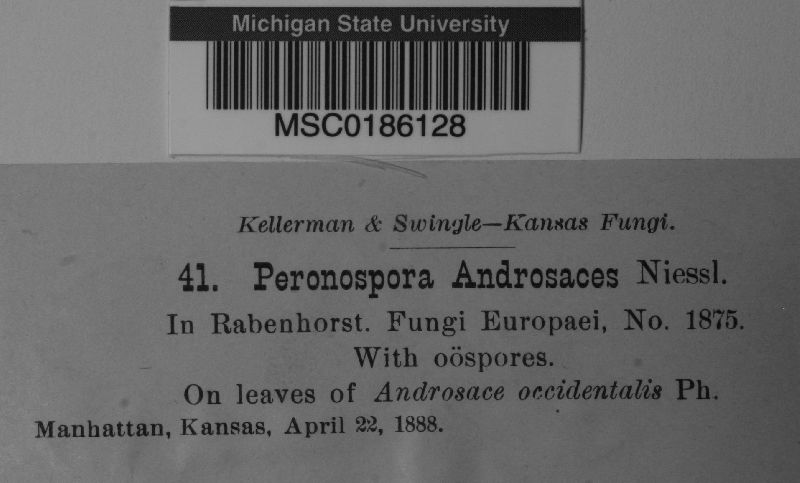 Michigan State University
MSC0186128
Kellerman & Swingle—Kansas Fungi.
41. Peronospora Androsaces Niessl.
In Rabenhorst. Fungi Europaei, No. 1875.
With oöspores.
On leaves of Androsace occidentalis Ph.
Manhattan, Kansas, April 22, 1888.